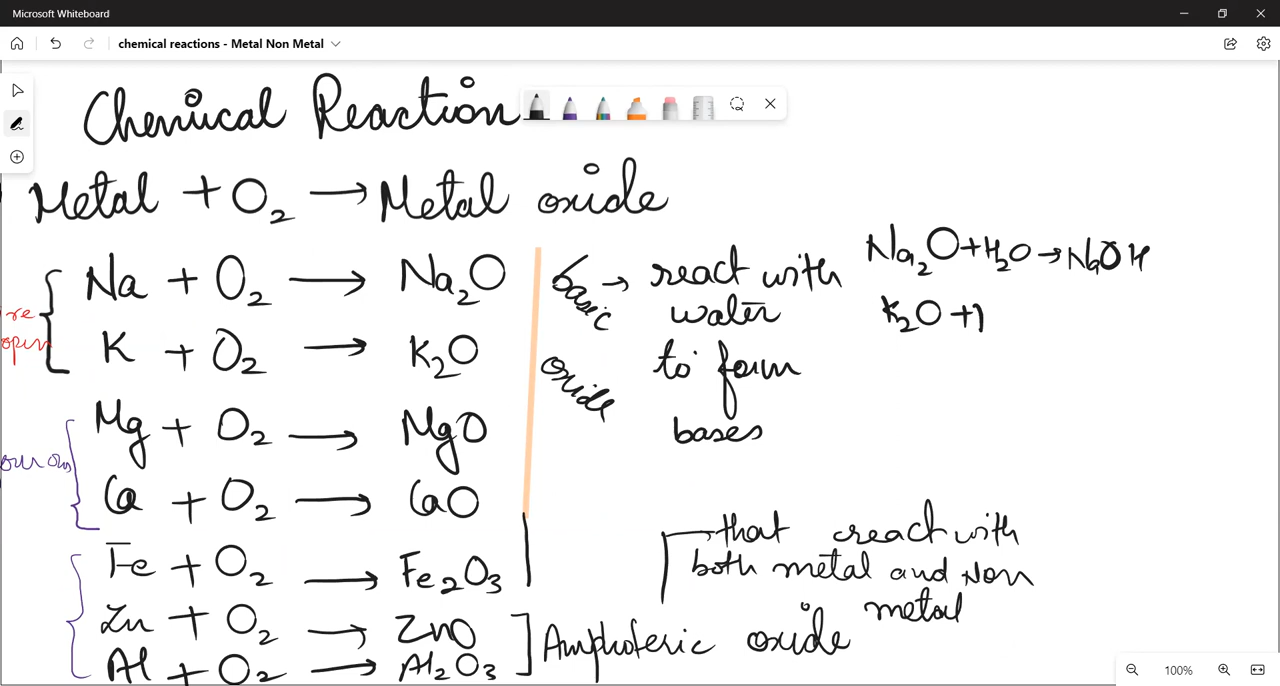 Microsoft Whiteboard
chemical reactions - Metal Non Metal
Chemical Reaction
Metal + O2 → Metal oxide
Na + O2 → Na2O
K + O2 → K2O
Mg + O2 → MgO
Ca + O2 → CaO
Fe + O2 → Fe2O3
Zn + O2 → ZnO
Al + O2 → Al2O3
basic
oxide
→ react with
water
to form
bases
Na2O + H2O → NaOH
K2O +
that react with
both metal and Non
metal
Amphoteric oxide
100%